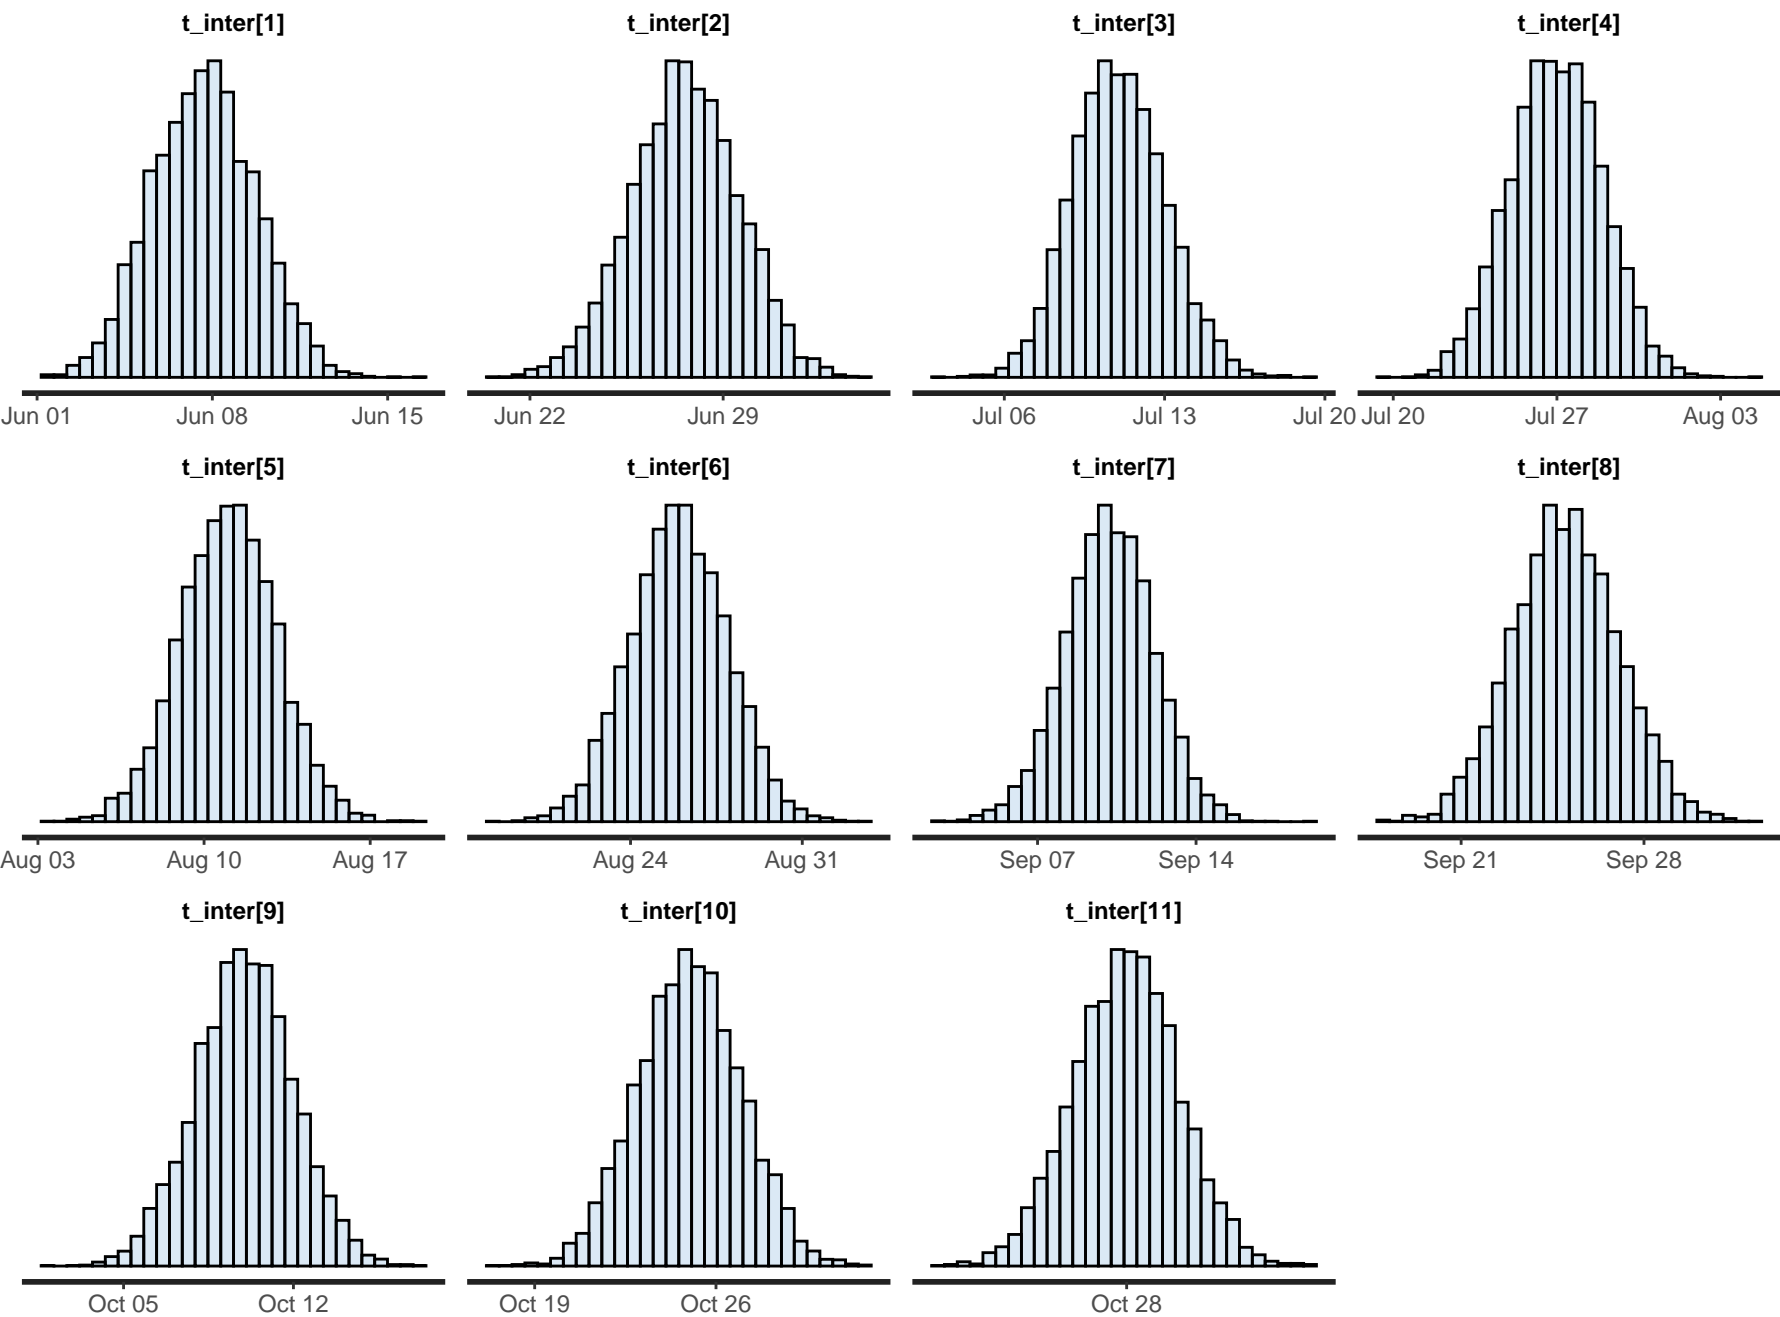 t_inter[1] t_inter[2] t_inter[3] t_inter[4]
Jun 01 Jun 08 Jun 15 Jun 22 Jun 29 Jul 06 Jul 13 Jul 20 Jul 20 Jul 27 Aug 03
t_inter[5] t_inter[6] t_inter[7] t_inter[8]
Aug 03 Aug 10 Aug 17 Aug 24 Aug 31 Sep 07 Sep 14 Sep 21 Sep 28
t_inter[9] t_inter[10] t_inter[11]
Oct 05 Oct 12 Oct 19 Oct 26 Oct 28